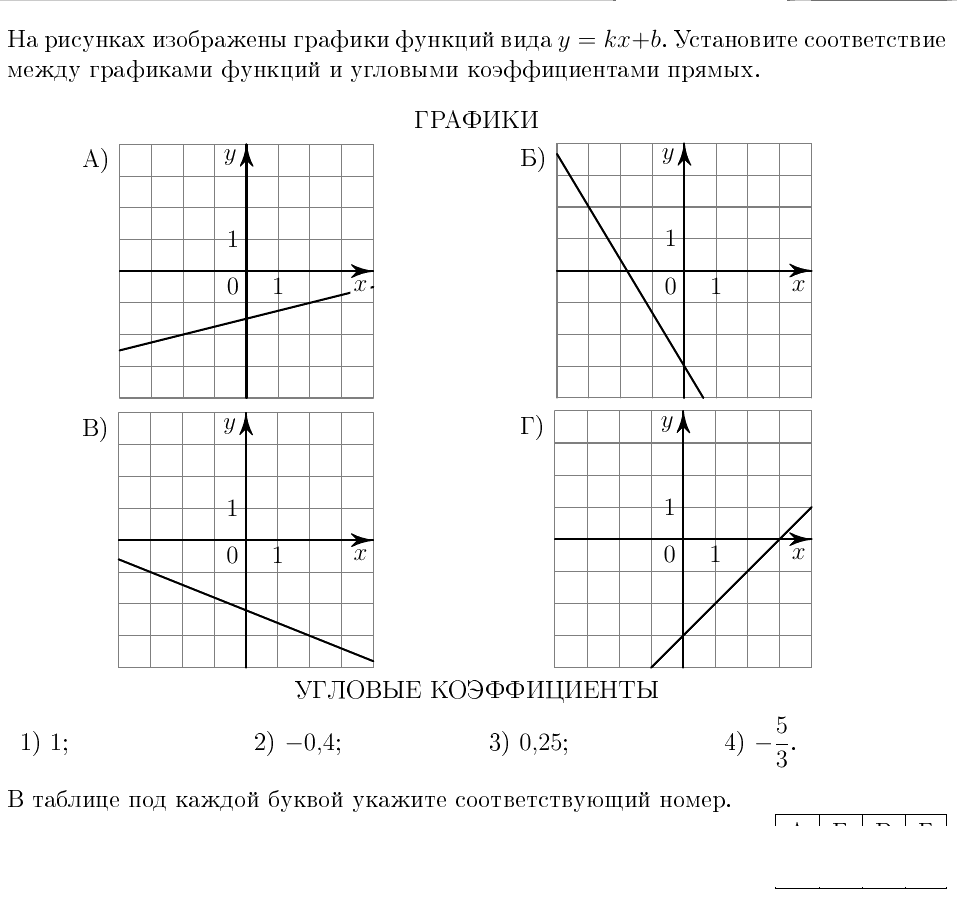 На рисунках изображены графики функций вида y = kx+b. Установите соответствие
между графиками функций и угловыми коэффициентами прямых.
ГРАФИКИ
А) y 1 0 1 x
Б) y 1 0 1 x
В) y 1 0 1 x
Г) y 1 0 1 x
УГЛОВЫЕ КОЭФФИЦИЕНТЫ
1) 1; 2) −0,4; 3) 0,25; 4) −5/3.
В таблице под каждой буквой укажите соответствующий номер.